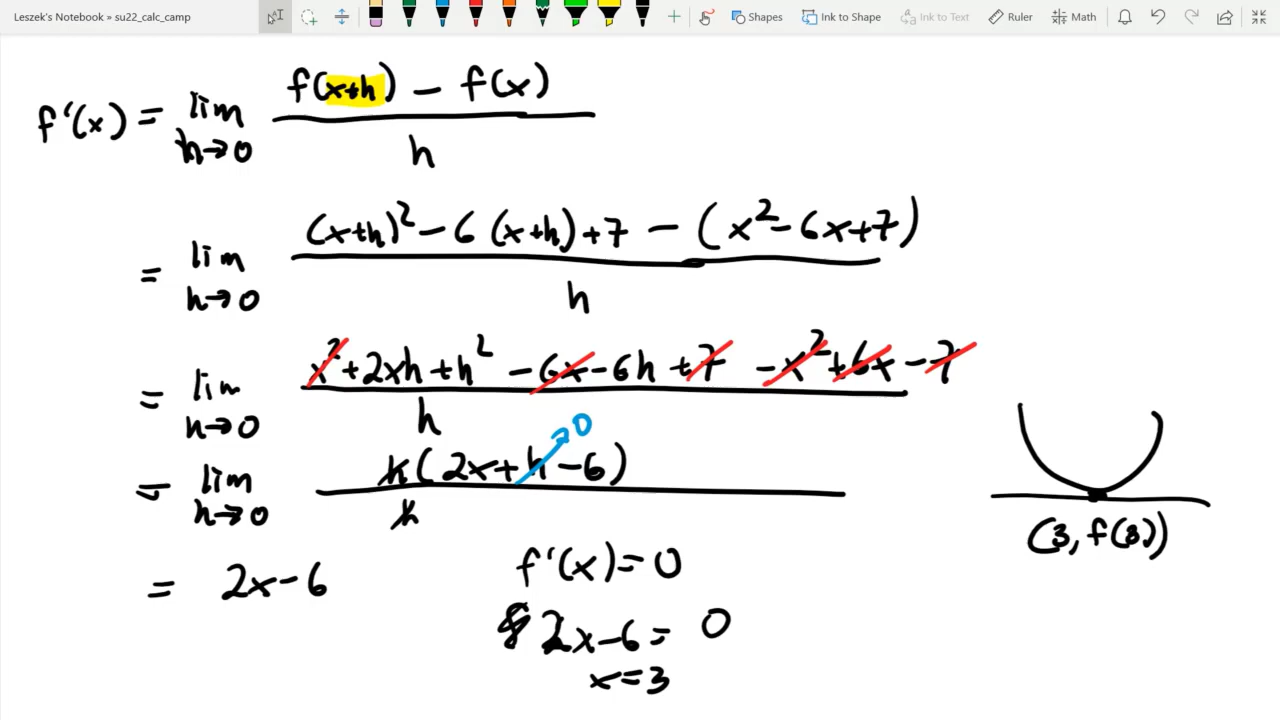 Leszek's Notebook » su22_calc_camp
Shapes Ink to Shape Ink to Text Ruler Math
f(x+h) − f(x)
f'(x) = lim
h→0
h
(x+h)² − 6 (x+h) + 7 − (x² − 6x + 7)
= lim
h→0
h
x² + 2xh + h² − 6x − 6h + 7 − x² + 6x − 7
= lim
h→0
h
0
h(2x + h − 6)
= lim
h→0
h
(3, f(3))
f'(x) = 0
= 2x − 6
2x − 6 = 0
x = 3